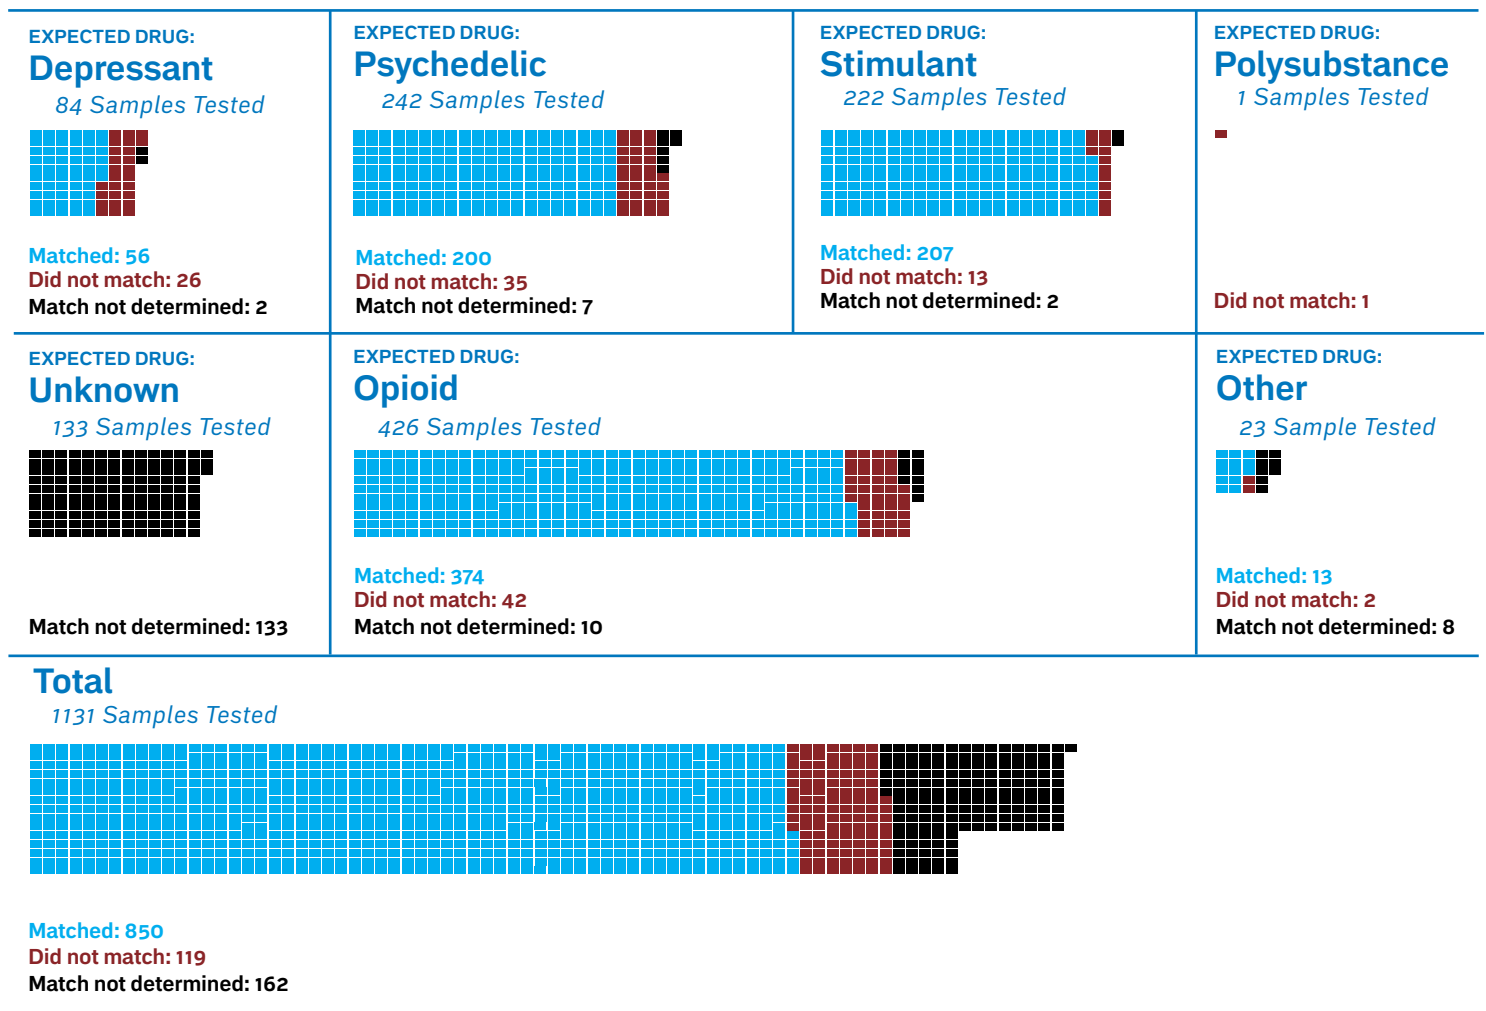 EXPECTED DRUG:
Depressant
84 Samples Tested
Matched: 56
Did not match: 26
Match not determined: 2
EXPECTED DRUG:
Psychedelic
242 Samples Tested
Matched: 200
Did not match: 35
Match not determined: 7
EXPECTED DRUG:
Stimulant
222 Samples Tested
Matched: 207
Did not match: 13
Match not determined: 2
EXPECTED DRUG:
Polysubstance
1 Samples Tested
Did not match: 1
EXPECTED DRUG:
Unknown
133 Samples Tested
Match not determined: 133
EXPECTED DRUG:
Opioid
426 Samples Tested
Matched: 374
Did not match: 42
Match not determined: 10
EXPECTED DRUG:
Other
23 Sample Tested
Matched: 13
Did not match: 2
Match not determined: 8
Total
1131 Samples Tested
Matched: 850
Did not match: 119
Match not determined: 162